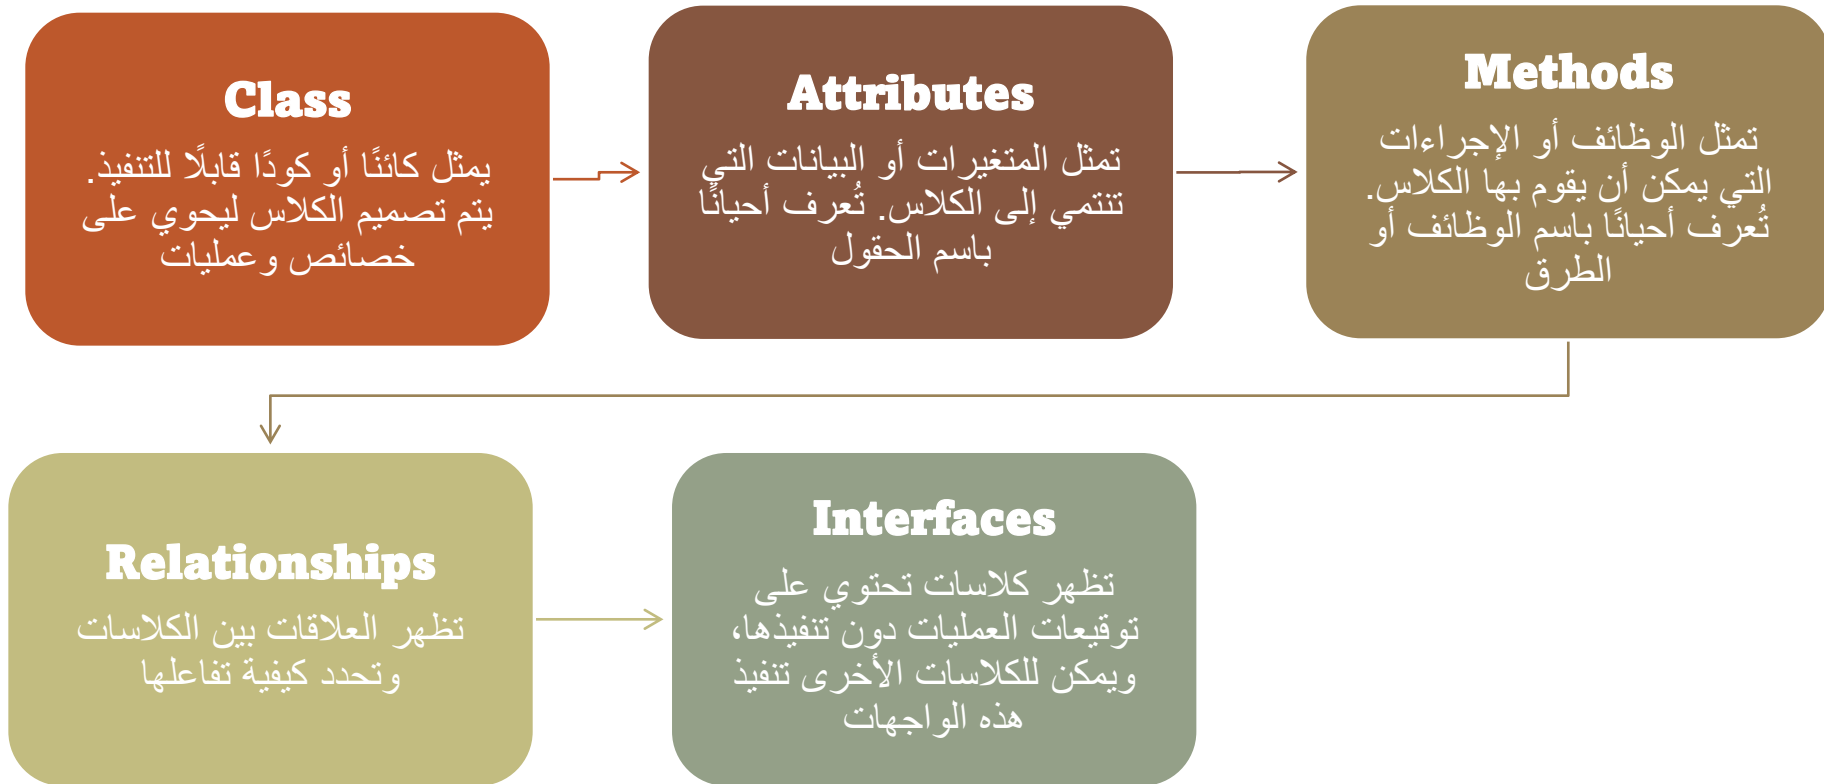 Class
يمثل كائنًا أو كودًا قابلًا للتنفيذ.
يتم تصميم الكلاس ليحوي على
خصائص وعمليات
Attributes
تمثل المتغيرات أو البيانات التي
تنتمي إلى الكلاس. تُعرف أحيانًا
باسم الحقول
Methods
تمثل الوظائف أو الإجراءات
التي يمكن أن يقوم بها الكلاس.
تُعرف أحيانًا باسم الوظائف أو
الطرق
Relationships
تظهر العلاقات بين الكلاسات
وتحدد كيفية تفاعلها
Interfaces
تظهر كلاسات تحتوي على
توقيعات العمليات دون تنفيذها،
ويمكن للكلاسات الأخرى تنفيذ
هذه الواجهات